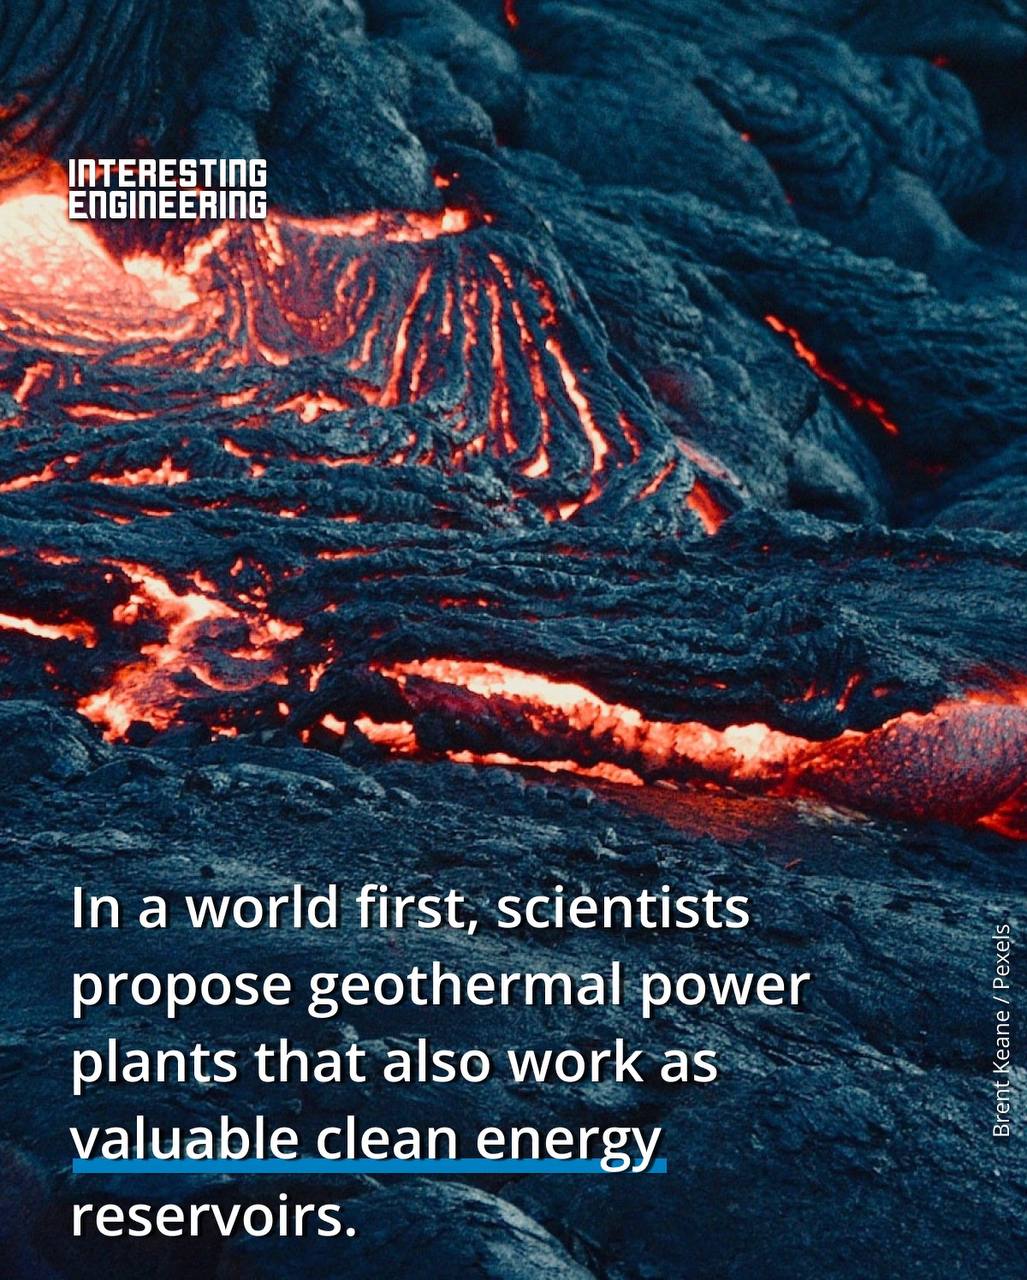 INTERESTING
ENGINEERING
In a world first, scientists
propose geothermal power
plants that also work as
valuable clean energy
reservoirs.
Brent Keane / Pexels